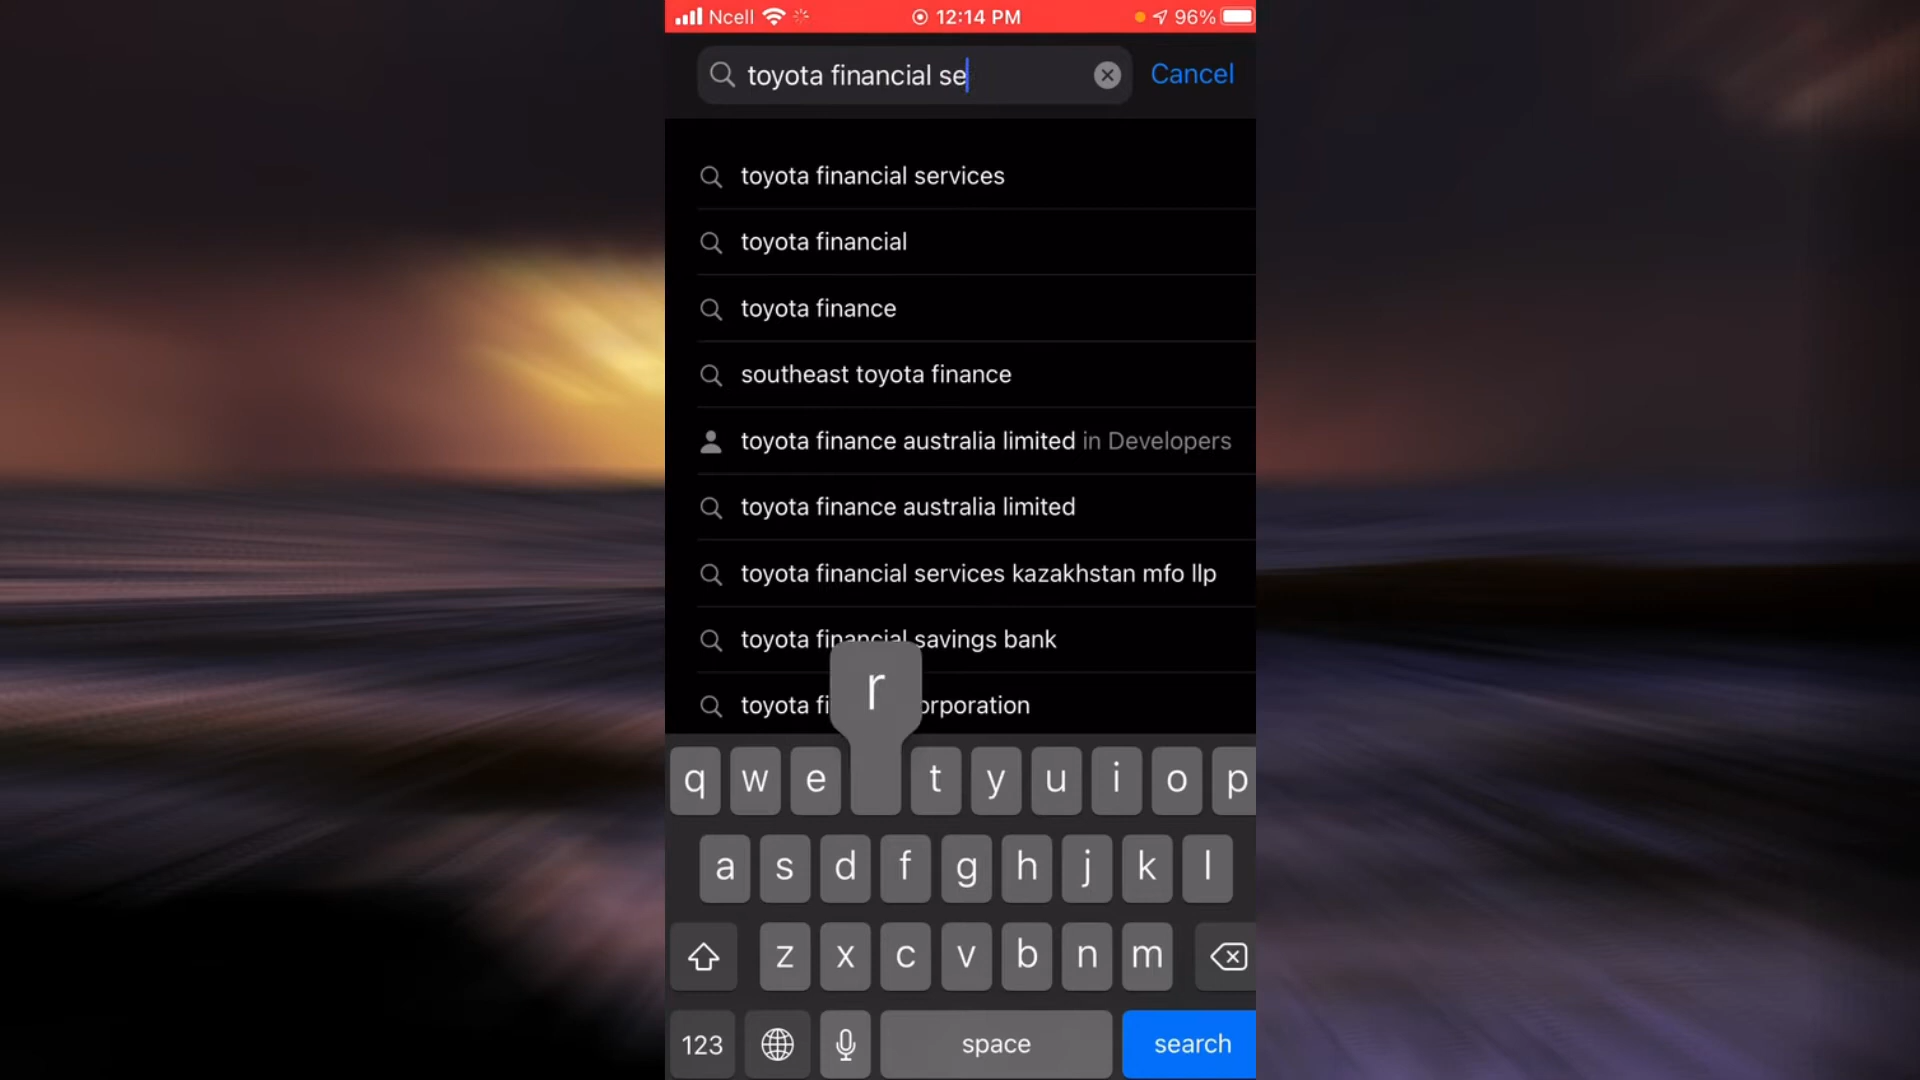 Ncell 12:14 PM 96%
toyota financial se Cancel
toyota financial services
toyota financial
toyota finance
southeast toyota finance
toyota finance australia limited in Developers
toyota finance australia limited
toyota financial services kazakhstan mfo llp
toyota financial savings bank
toyota fi orporation
r
q w e t y u i o p
a s d f g h j k l
z x c v b n m
123 space search